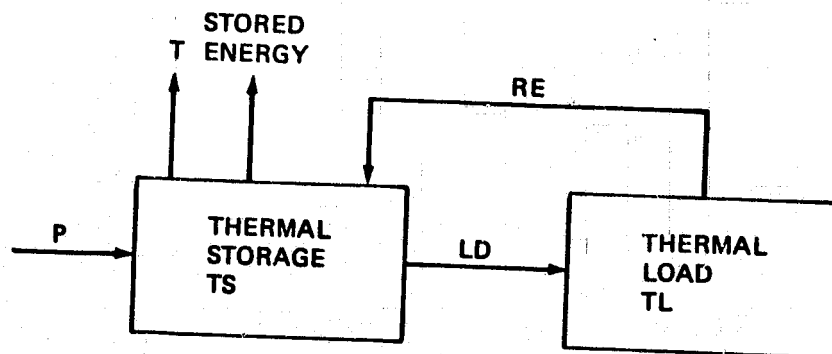 STORED
T ENERGY
RE
P
THERMAL
STORAGE
TS
LD
THERMAL
LOAD
TL